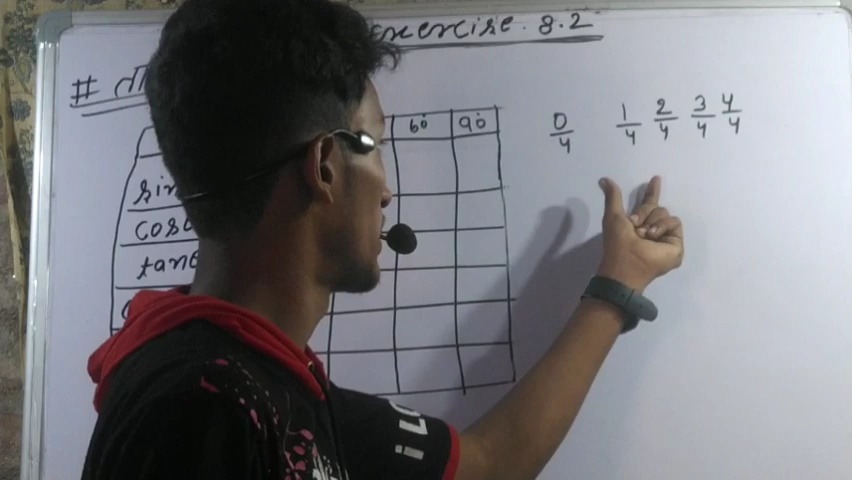 exercise. 8.2
#
60° 90°
0/4 1/4 2/4 3/4 4/4
sin
cos
tan